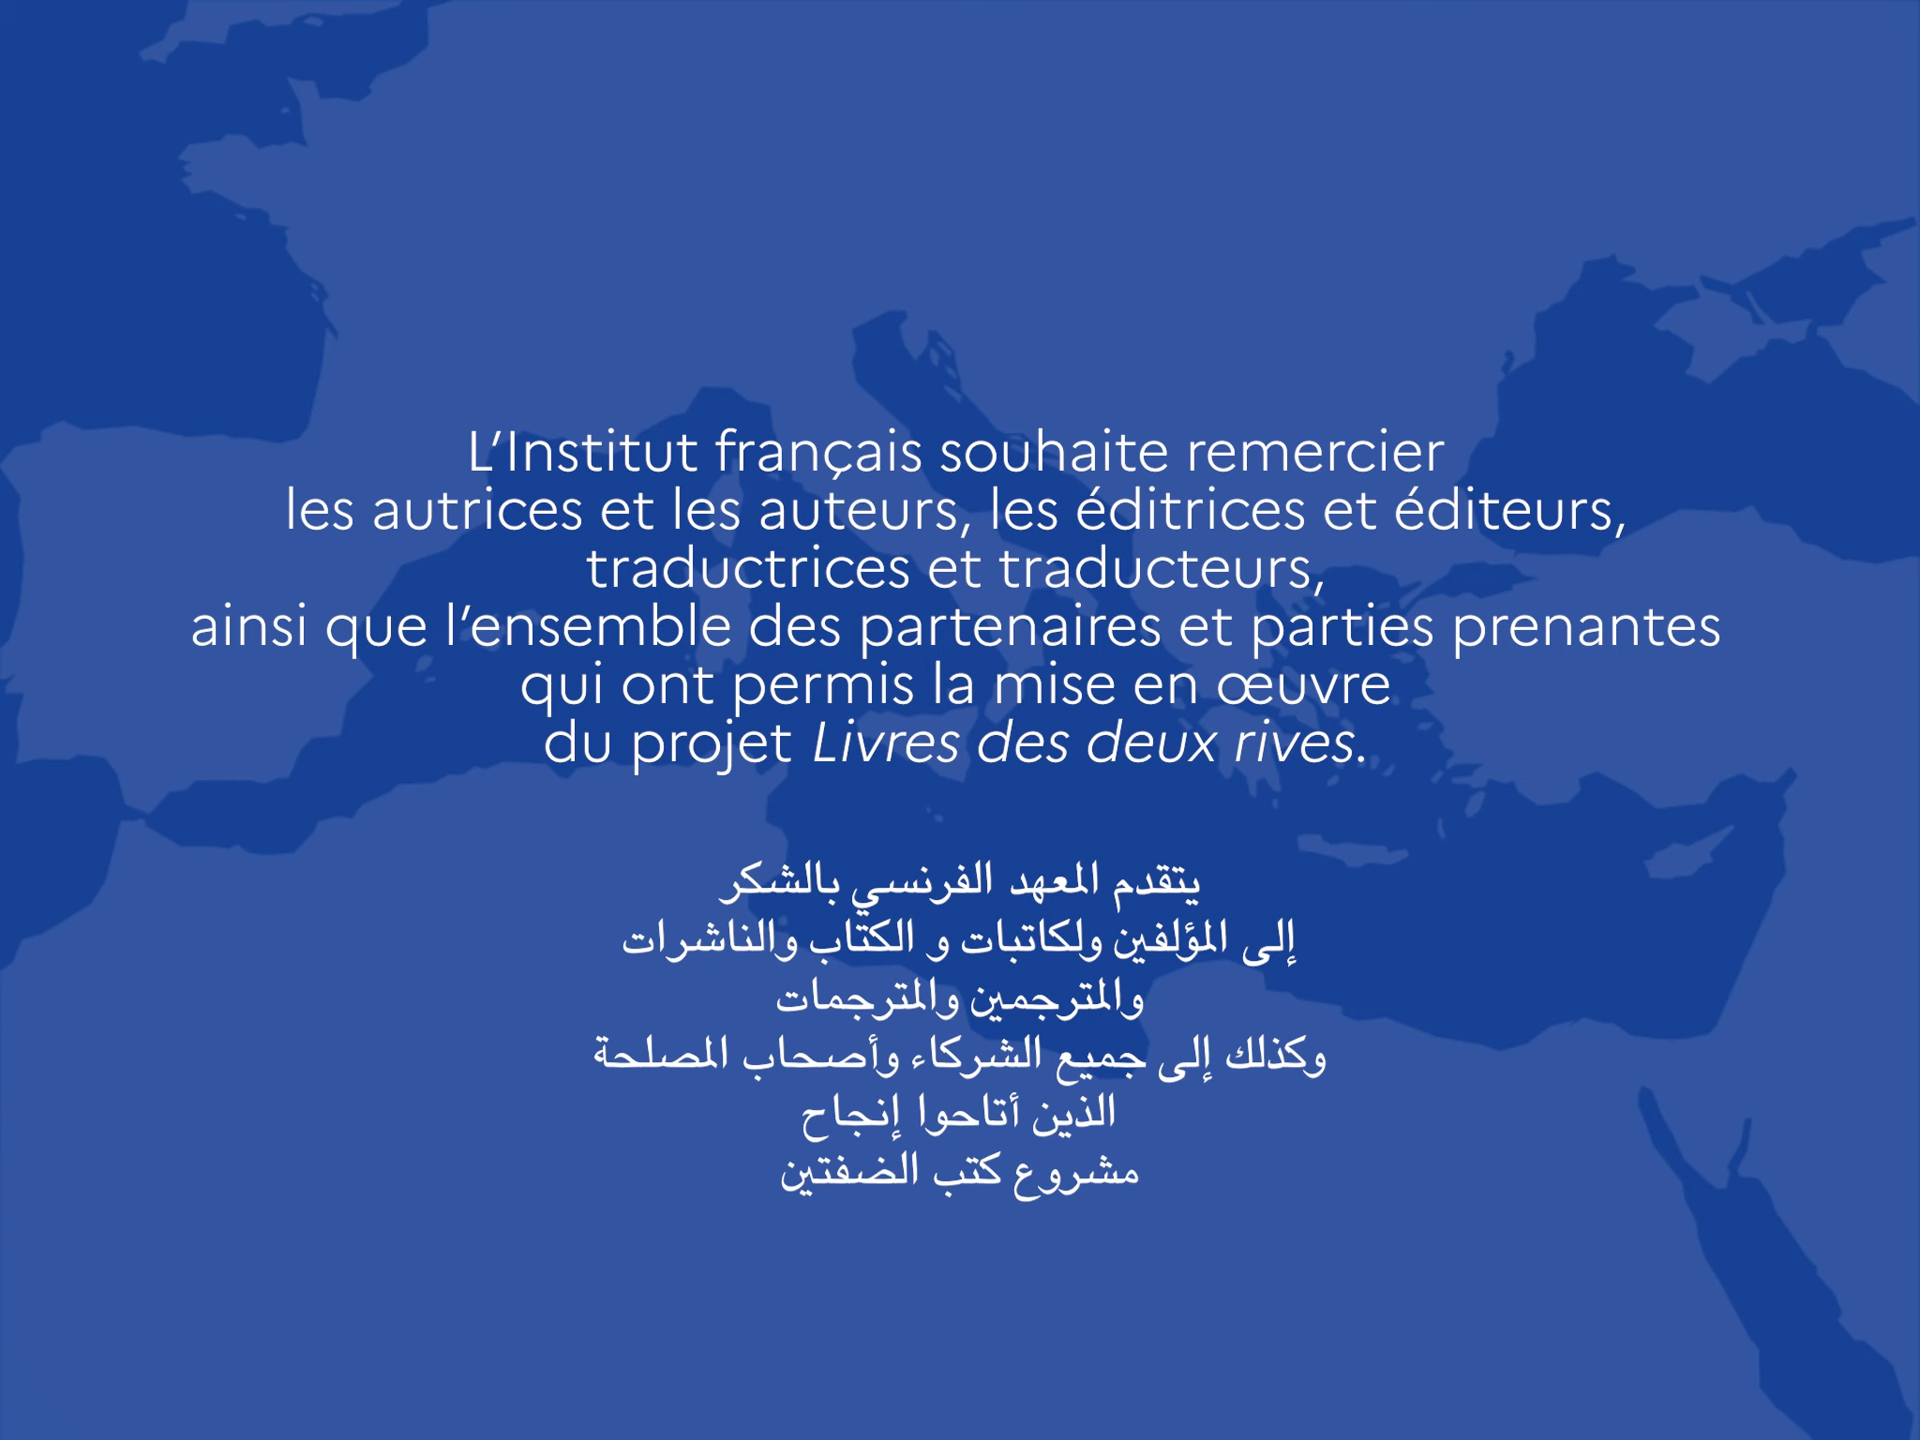 L’Institut français souhaite remercier
les autrices et les auteurs, les éditrices et éditeurs,
traductrices et traducteurs,
ainsi que l’ensemble des partenaires et parties prenantes
qui ont permis la mise en œuvre
du projet Livres des deux rives.
يتقدم المعهد الفرنسي بالشكر
إلى المؤلفين ولكاتبات و الكتاب والناشرات
والمترجمين والمترجمات
وكذلك إلى جميع الشركاء وأصحاب المصلحة
الذين أتاحوا إنجاح
مشروع كتب الضفتين